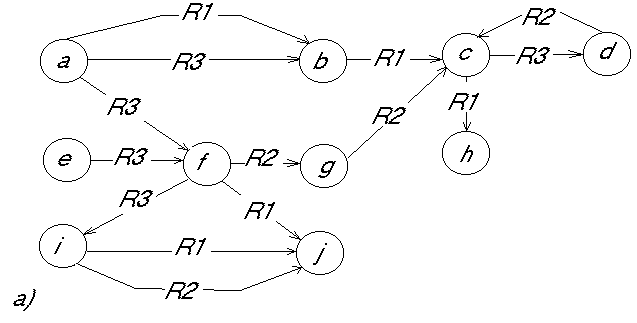 R1
R2
a R3 b R1 c R3 d
R3 R2 R1
e R3 f R2 g h
R3 R1
i R1 j
R2
a)